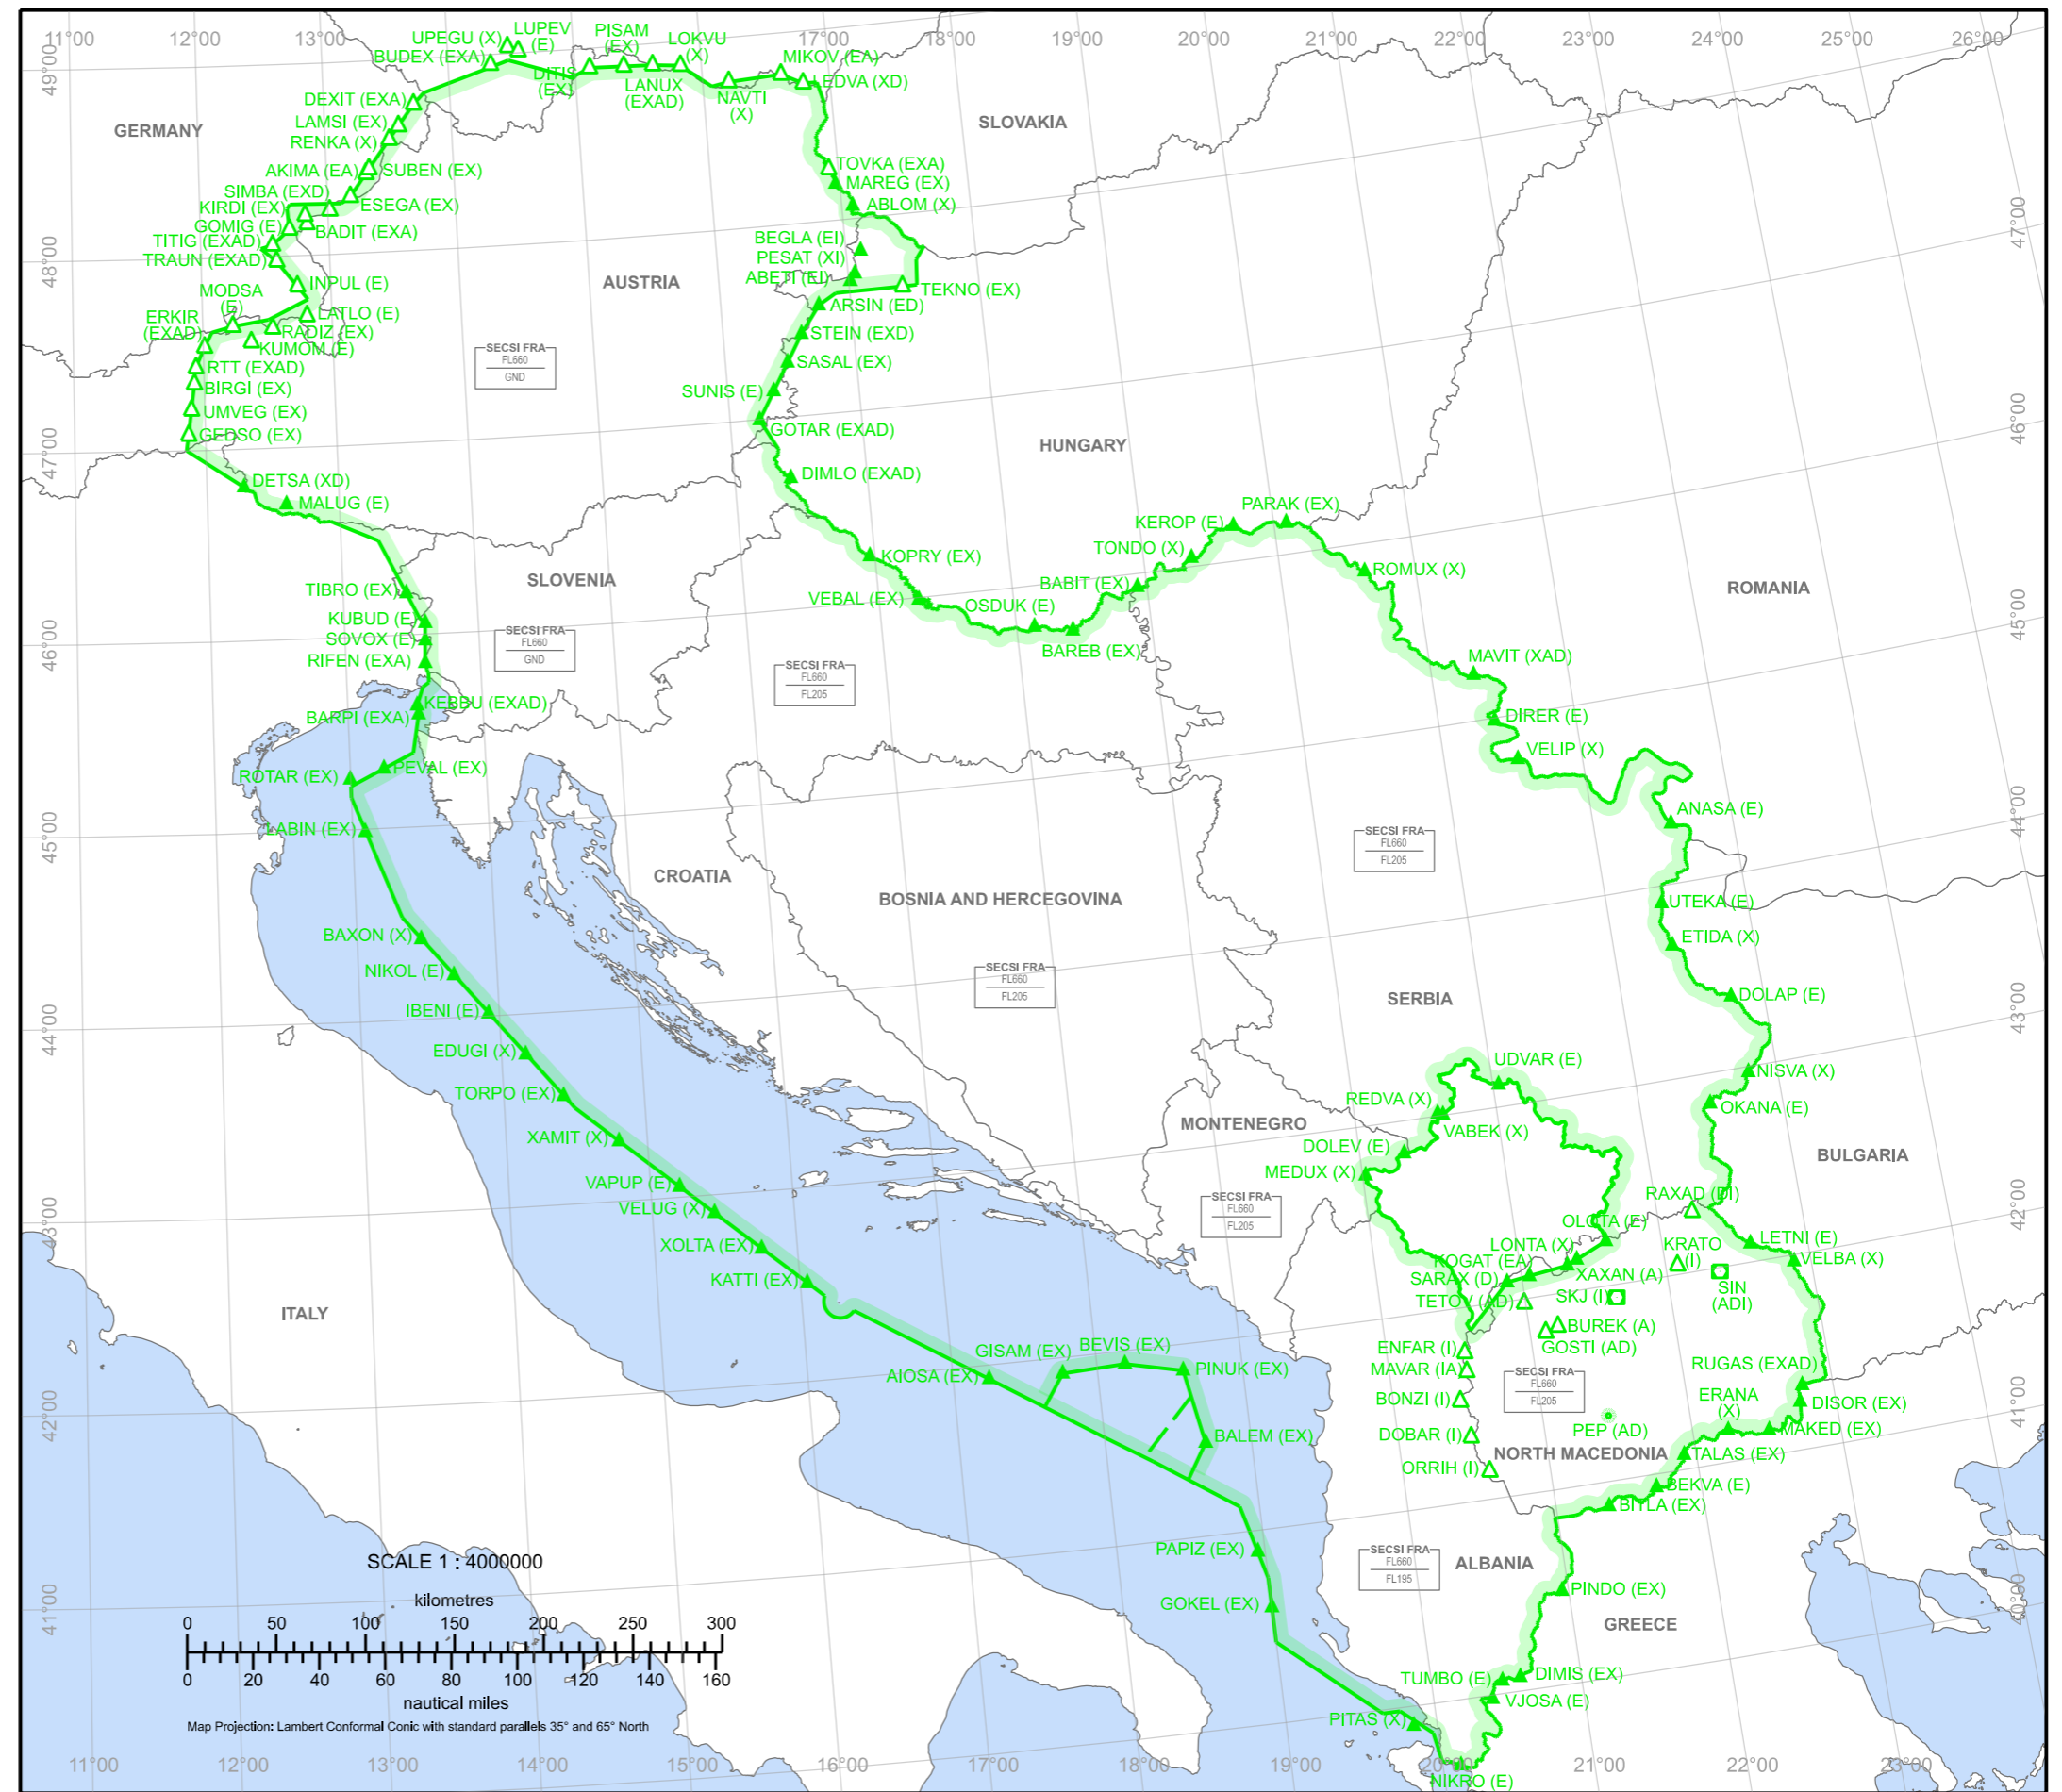 11°00
12°00
13°00
17°00
18°00
19°00
20°00
22°00
23°00
24°00
25°00
26°00
49°00
48°00
47°00
46°00
45°00
44°00
43°00
42°00
41°00
47°00
46°00
45°00
44°00
43°00
42°00
41°00
40°00
UPEGU (X)
LUPEV
(E)
BUDEX (EXA)
PISAM
(EX)
LOKVU
(X)
DITIS
(EX)
LANUX
(EXAD)
NAVTI
(X)
MIKOV (EA)
LEDVA (XD)
DEXIT (EXA)
LAMSI (EX)
RENKA (X)
GERMANY
SLOVAKIA
AKIMA (EA)
SUBEN (EX)
SIMBA (EXD)
KIRDI (EX)
ESEGA (EX)
GOMIG (E)
BADIT (EXA)
TITIG (EXAD)
TRAUN (EXAD)
INPUL (E)
MODSA
(E)
LATLO (E)
ERKIR
(EXAD)
RADIZ (EX)
KUMOM (E)
RTT (EXAD)
BIRGI (EX)
UMVEG (EX)
GEDSO (EX)
TOVKA (EXA)
MAREG (EX)
ABLOM (X)
BEGLA (EI)
PESAT (XI)
ABETI (EI)
TEKNO (EX)
AUSTRIA
ARSIN (ED)
STEIN (EXD)
SASAL (EX)
SUNIS (E)
GOTAR (EXAD)
SECSI FRA
FL660
GND
HUNGARY
DIMLO (EXAD)
DETSA (XD)
MALUG (E)
KOPRY (EX)
VEBAL (EX)
OSDUK (E)
BAREB (EX)
BABIT (EX)
TONDO (X)
KEROP (E)
PARAK (EX)
ROMUX (X)
ROMANIA
SLOVENIA
TIBRO (EX)
KUBUD (E)
SOVOX (E)
RIFEN (EXA)
SECSI FRA
FL660
GND
SECSI FRA
FL660
FL205
KEBBU (EXAD)
BARPI (EXA)
ROTAR (EX)
PEVAL (EX)
LABIN (EX)
MAVIT (XAD)
DIRER (E)
VELIP (X)
ANASA (E)
SECSI FRA
FL660
FL205
CROATIA
BOSNIA AND HERCEGOVINA
UTEKA (E)
ETIDA (X)
BAXON (X)
NIKOL (E)
IBENI (E)
EDUGI (X)
TORPO (EX)
SECSI FRA
FL660
FL205
SERBIA
DOLAP (E)
UDVAR (E)
NISVA (X)
REDVA (X)
OKANA (E)
VABEK (X)
MONTENEGRO
XAMIT (X)
DOLEV (E)
MEDUX (X)
BULGARIA
VAPUP (E)
VELUG (X)
XOLTA (EX)
KATTI (EX)
SECSI FRA
FL660
FL205
RAXAD (DI)
OLOTA (E)
LONTA (X)
KRATO
(I)
LETNI (E)
VELBA (X)
KOGAT (EA)
XAXAN (A)
SARAX (D)
TETOV (AD)
SKJ (I)
SIN
(ADI)
BUREK (A)
GOSTI (AD)
ITALY
ENFAR (I)
MAVAR (IA)
BONZI (I)
DOBAR (I)
ORRIH (I)
GISAM (EX)
BEVIS (EX)
AIOSA (EX)
PINUK (EX)
BALEM (EX)
SECSI FRA
FL660
FL205
RUGAS (EXAD)
ERANA
(X)
DISOR (EX)
PEP (AD)
MAKED (EX)
NORTH MACEDONIA
TALAS (EX)
BEKVA (E)
BITLA (EX)
PAPIZ (EX)
GOKEL (EX)
SECSI FRA
FL660
FL195
ALBANIA
PINDO (EX)
GREECE
TUMBO (E)
DIMIS (EX)
VJOSA (E)
PITAS (X)
NIKRO (E)
SCALE 1 : 4000000
kilometres
0 50 100 150 200 250 300
0 20 40 60 80 100 120 140 160
nautical miles
Map Projection: Lambert Conformal Conic with standard parallels 35° and 65° North
11°00 12°00 13°00 14°00 15°00 16°00 17°00 18°00 19°00 20°00 21°00 22°00 23°00